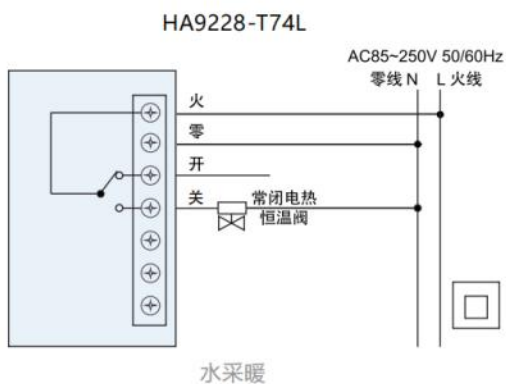 HA9228-T74L
AC85~250V 50/60Hz
零线 N L 火线
火
零
开
关
常闭电热
恒温阀
水采暖